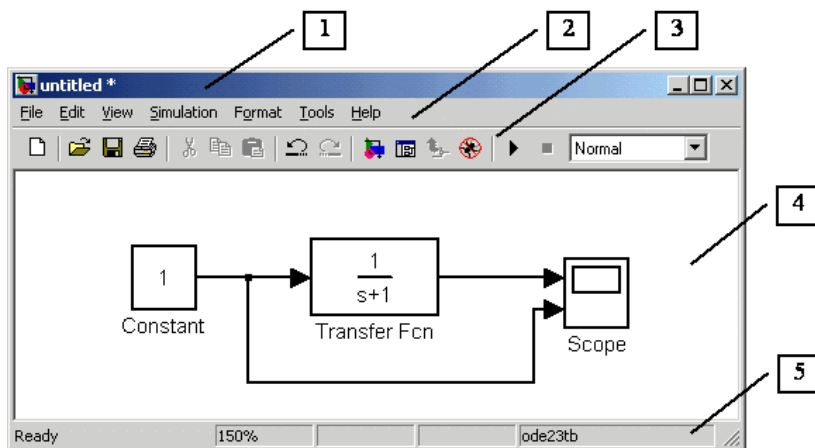 1
2
3
untitled *
File Edit View Simulation Format Tools Help
Normal
4
1
1
s+1
Constant
Transfer Fcn
Scope
5
Ready 150% ode23tb